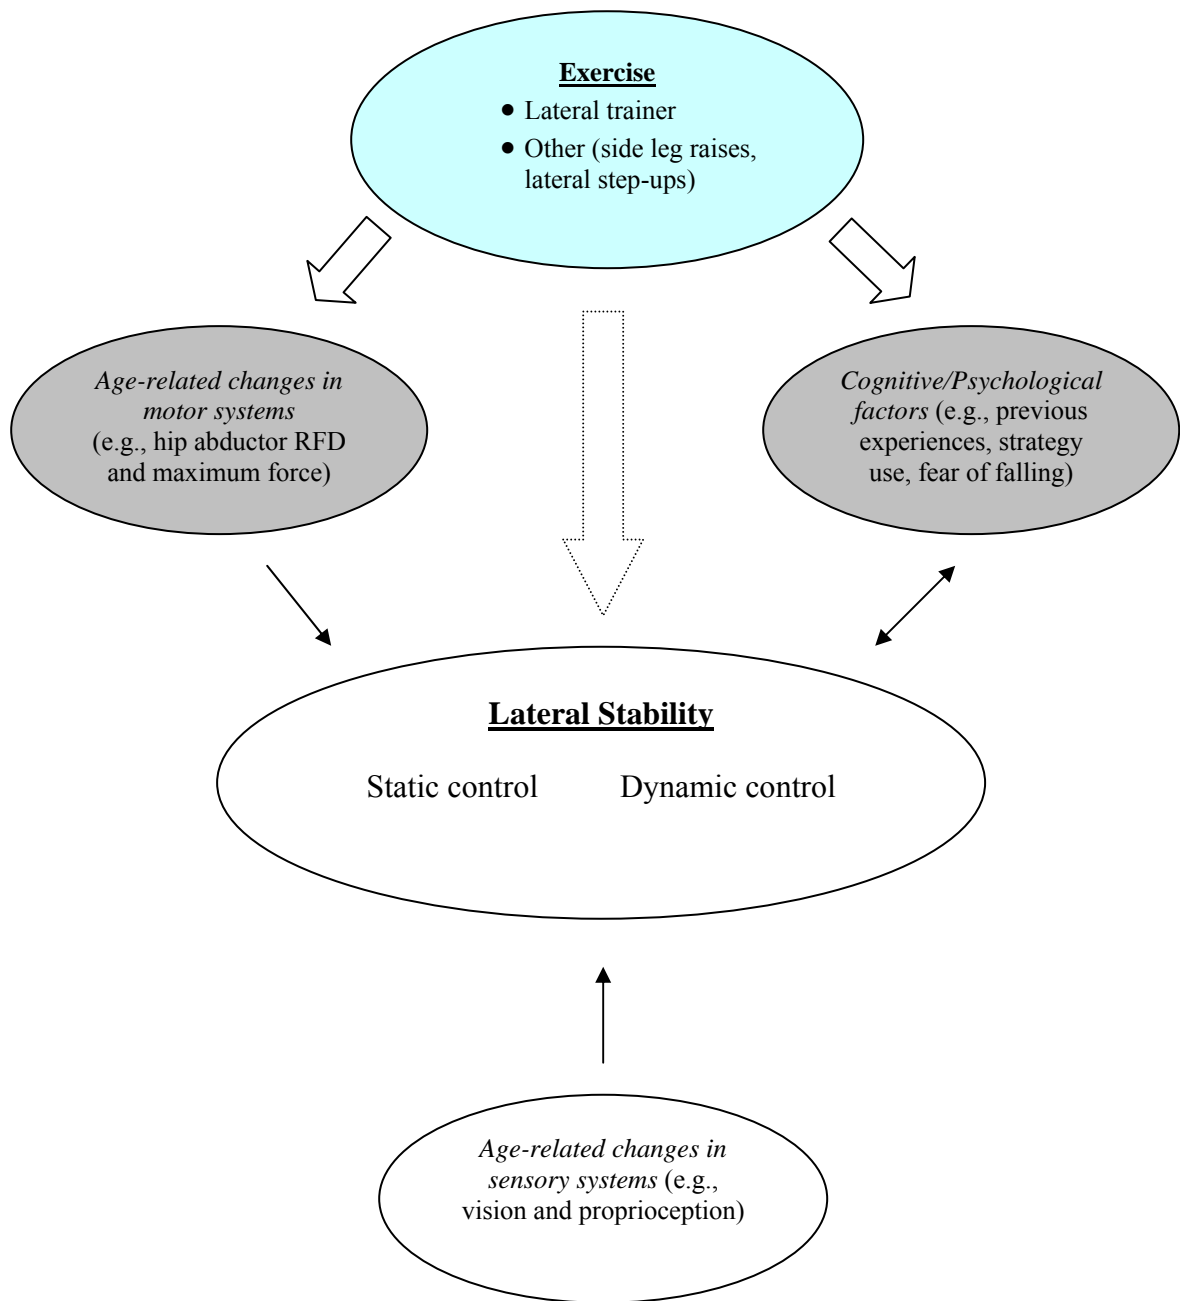 Exercise
• Lateral trainer
• Other (side leg raises,
lateral step-ups)
Age-related changes in
motor systems
(e.g., hip abductor RFD
and maximum force)
Cognitive/Psychological
factors (e.g., previous
experiences, strategy
use, fear of falling)
Lateral Stability
Static control Dynamic control
Age-related changes in
sensory systems (e.g.,
vision and proprioception)